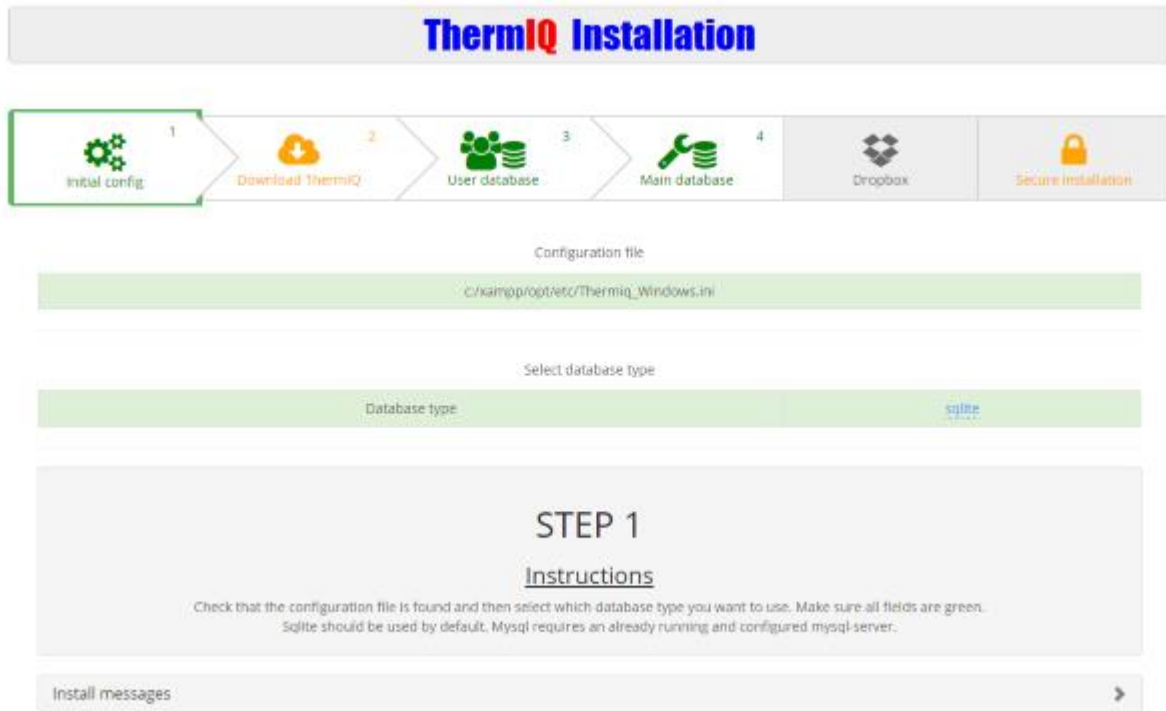 ThermIQ Installation
1
Initial config
2
Download ThermIQ
3
User database
4
Main database
Dropbox
Secure installation
Configuration file
c:/xampp/opt/etc/Thermiq_Windows.ini
Select database type
Database type sqlite
STEP 1
Instructions
Check that the configuration file is found and then select which database type you want to use. Make sure all fields are green.
Sqlite should be used by default. Mysql requires an already running and configured mysql-server.
Install messages